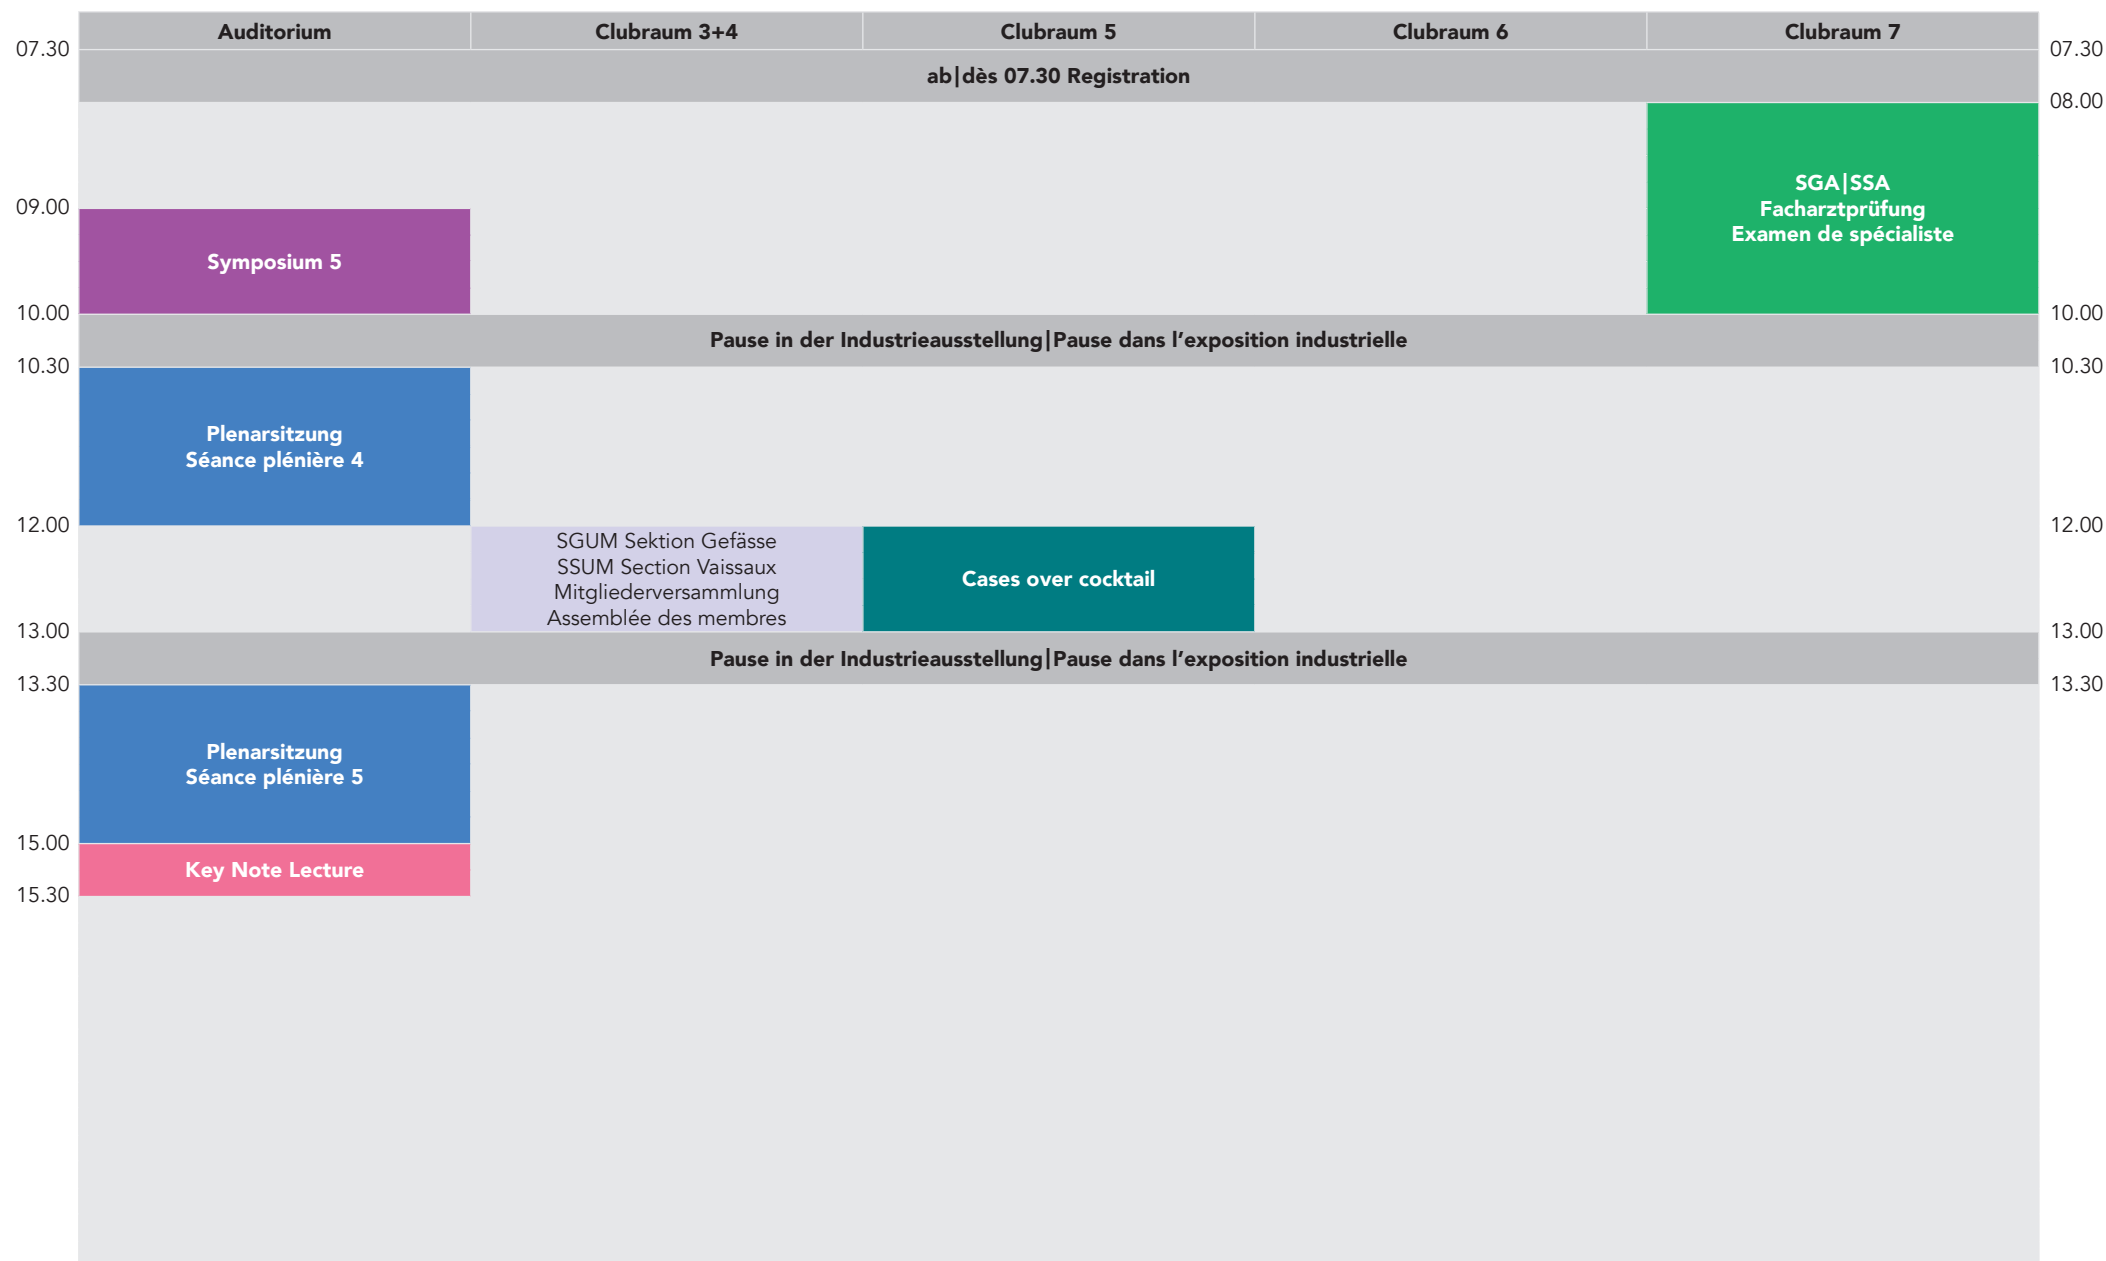 Auditorium Clubraum 3+4 Clubraum 5 Clubraum 6 Clubraum 7
07.30 07.30
ab|dès 07.30 Registration
08.00
SGA|SSA
Facharztprüfung
Examen de spécialiste
09.00
Symposium 5
10.00 10.00
Pause in der Industrieausstellung|Pause dans l’exposition industrielle
10.30 10.30
Plenarsitzung
Séance plénière 4
12.00 12.00
SGUM Sektion Gefässe
SSUM Section Vaissaux
Mitgliederversammlung
Assemblée des membres
Cases over cocktail
13.00 13.00
Pause in der Industrieausstellung|Pause dans l’exposition industrielle
13.30 13.30
Plenarsitzung
Séance plénière 5
15.00
Key Note Lecture
15.30